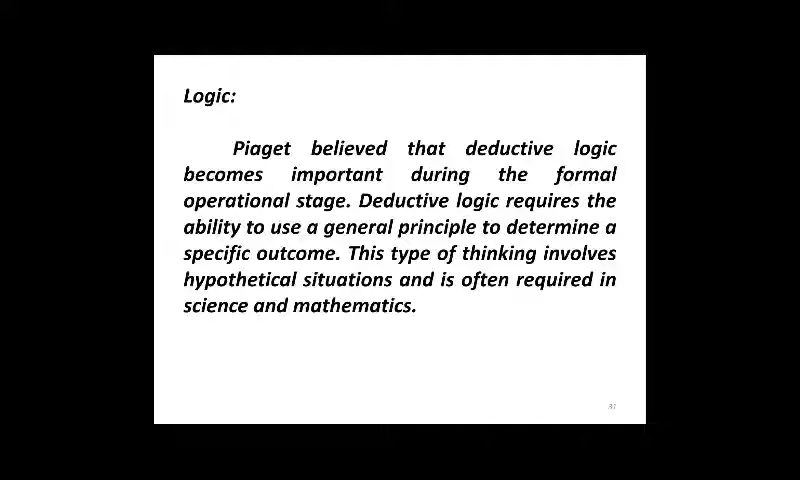 Logic:
Piaget believed that deductive logic
becomes important during the formal
operational stage. Deductive logic requires the
ability to use a general principle to determine a
specific outcome. This type of thinking involves
hypothetical situations and is often required in
science and mathematics.